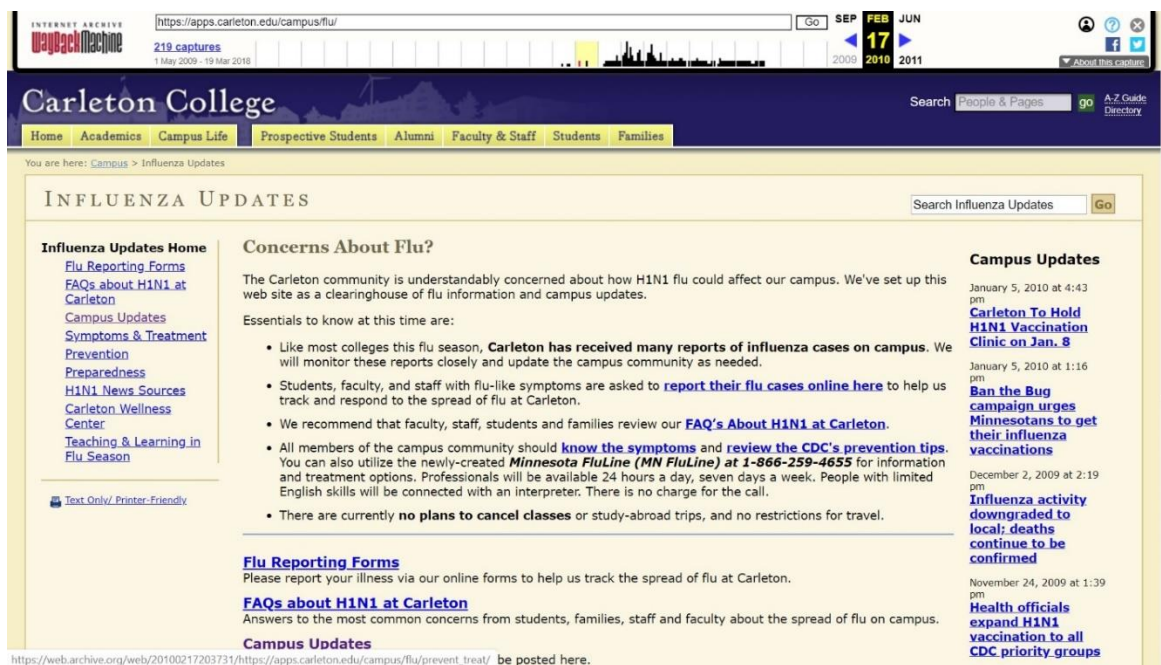 INTERNET ARCHIVE
WayBackMachine
https://apps.carleton.edu/campus/flu/
Go
219 captures
1 May 2009 - 19 Mar 2018
SEP FEB JUN
17
2009 2010 2011
About this capture
Carleton College
Search People & Pages go
A-Z Guide
Directory
Home Academics Campus Life Prospective Students Alumni Faculty & Staff Students Families
You are here: Campus > Influenza Updates
INFLUENZA UPDATES
Search Influenza Updates Go
Influenza Updates Home
Flu Reporting Forms
FAQs about H1N1 at
Carleton
Campus Updates
Symptoms & Treatment
Prevention
Preparedness
H1N1 News Sources
Carleton Wellness
Center
Teaching & Learning in
Flu Season
Text Only/ Printer-Friendly
Concerns About Flu?
The Carleton community is understandably concerned about how H1N1 flu could affect our campus. We've set up this
web site as a clearinghouse of flu information and campus updates.
Essentials to know at this time are:
• Like most colleges this flu season, Carleton has received many reports of influenza cases on campus. We
will monitor these reports closely and update the campus community as needed.
• Students, faculty, and staff with flu-like symptoms are asked to report their flu cases online here to help us
track and respond to the spread of flu at Carleton.
• We recommend that faculty, staff, students and families review our FAQ's About H1N1 at Carleton.
• All members of the campus community should know the symptoms and review the CDC's prevention tips.
You can also utilize the newly-created Minnesota FluLine (MN FluLine) at 1-866-259-4655 for information
and treatment options. Professionals will be available 24 hours a day, seven days a week. People with limited
English skills will be connected with an interpreter. There is no charge for the call.
• There are currently no plans to cancel classes or study-abroad trips, and no restrictions for travel.
Flu Reporting Forms
Please report your illness via our online forms to help us track the spread of flu at Carleton.
FAQs about H1N1 at Carleton
Answers to the most common concerns from students, families, staff and faculty about the spread of flu on campus.
Campus Updates
be posted here.
Campus Updates
January 5, 2010 at 4:43
pm
Carleton To Hold
H1N1 Vaccination
Clinic on Jan. 8
January 5, 2010 at 1:16
pm
Ban the Bug
campaign urges
Minnesotans to get
their influenza
vaccinations
December 2, 2009 at 2:19
pm
Influenza activity
downgraded to
local; deaths
continue to be
confirmed
November 24, 2009 at 1:39
pm
Health officials
expand H1N1
vaccination to all
CDC priority groups
https://web.archive.org/web/20100217203731/https://apps.carleton.edu/campus/flu/prevent_treat/